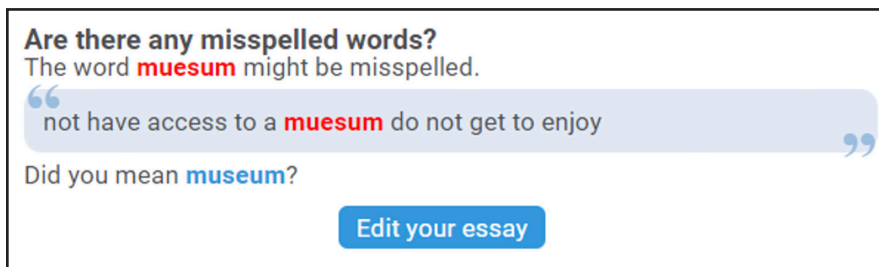 Are there any misspelled words?
The word muesum might be misspelled.
“
not have access to a muesum do not get to enjoy
”
Did you mean museum?
Edit your essay